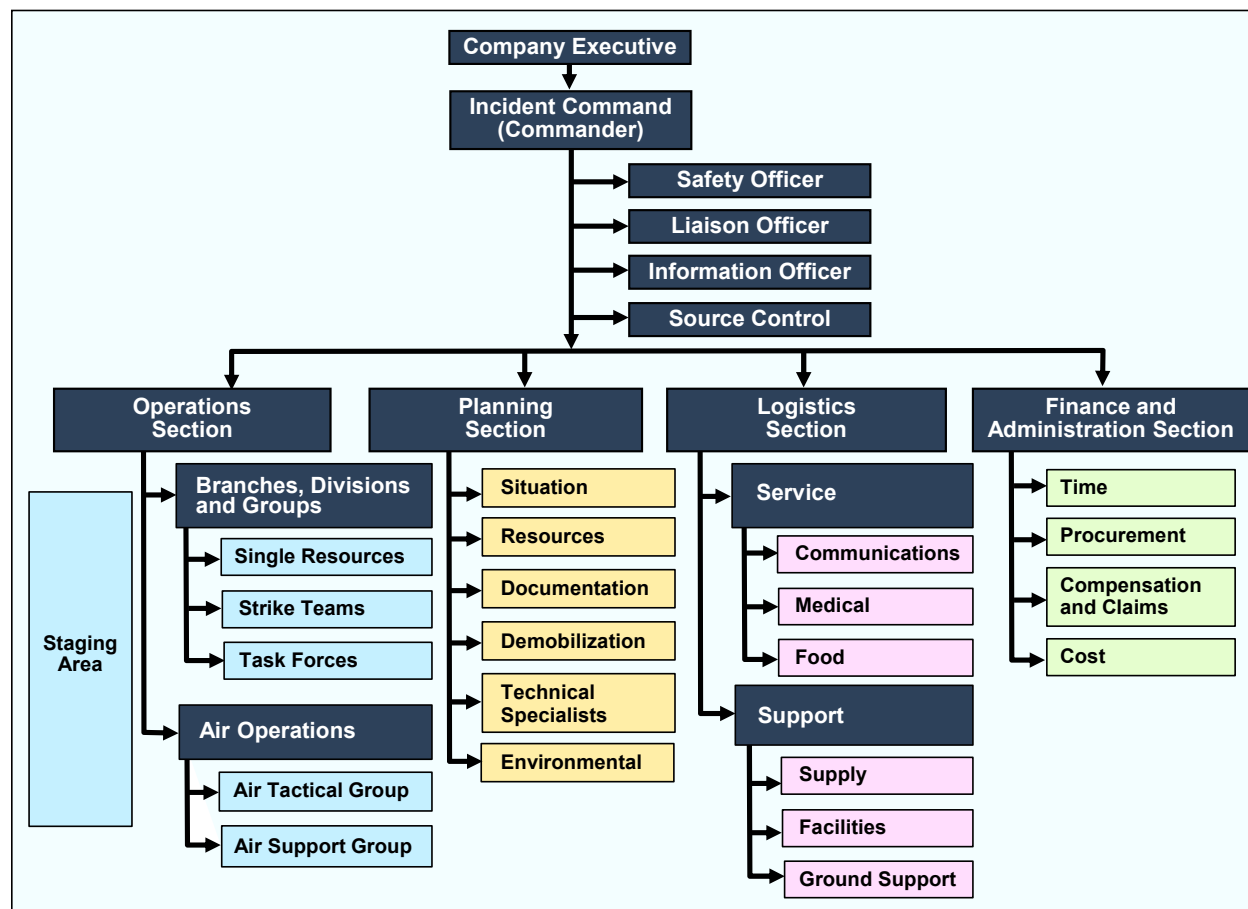 Company Executive
Incident Command
(Commander)
Safety Officer
Liaison Officer
Information Officer
Source Control
Operations
Section
Planning
Section
Logistics
Section
Finance and
Administration Section
Staging
Area
Branches, Divisions
and Groups
Single Resources
Strike Teams
Task Forces
Air Operations
Air Tactical Group
Air Support Group
Situation
Resources
Documentation
Demobilization
Technical
Specialists
Environmental
Service
Communications
Medical
Food
Support
Supply
Facilities
Ground Support
Time
Procurement
Compensation
and Claims
Cost